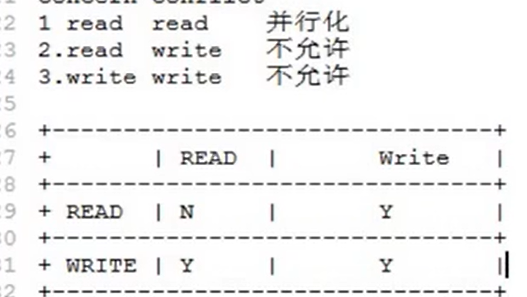 22 1 read read 并行化
23 2.read write 不允许
24 3.write write 不允许
25
26 +--------------------------------+
27 + | READ | Write |
28 +--------------------------------+
29 + READ | N | Y |
30 +--------------------------------+
31 + WRITE | Y | Y |
32 +--------------------------------+